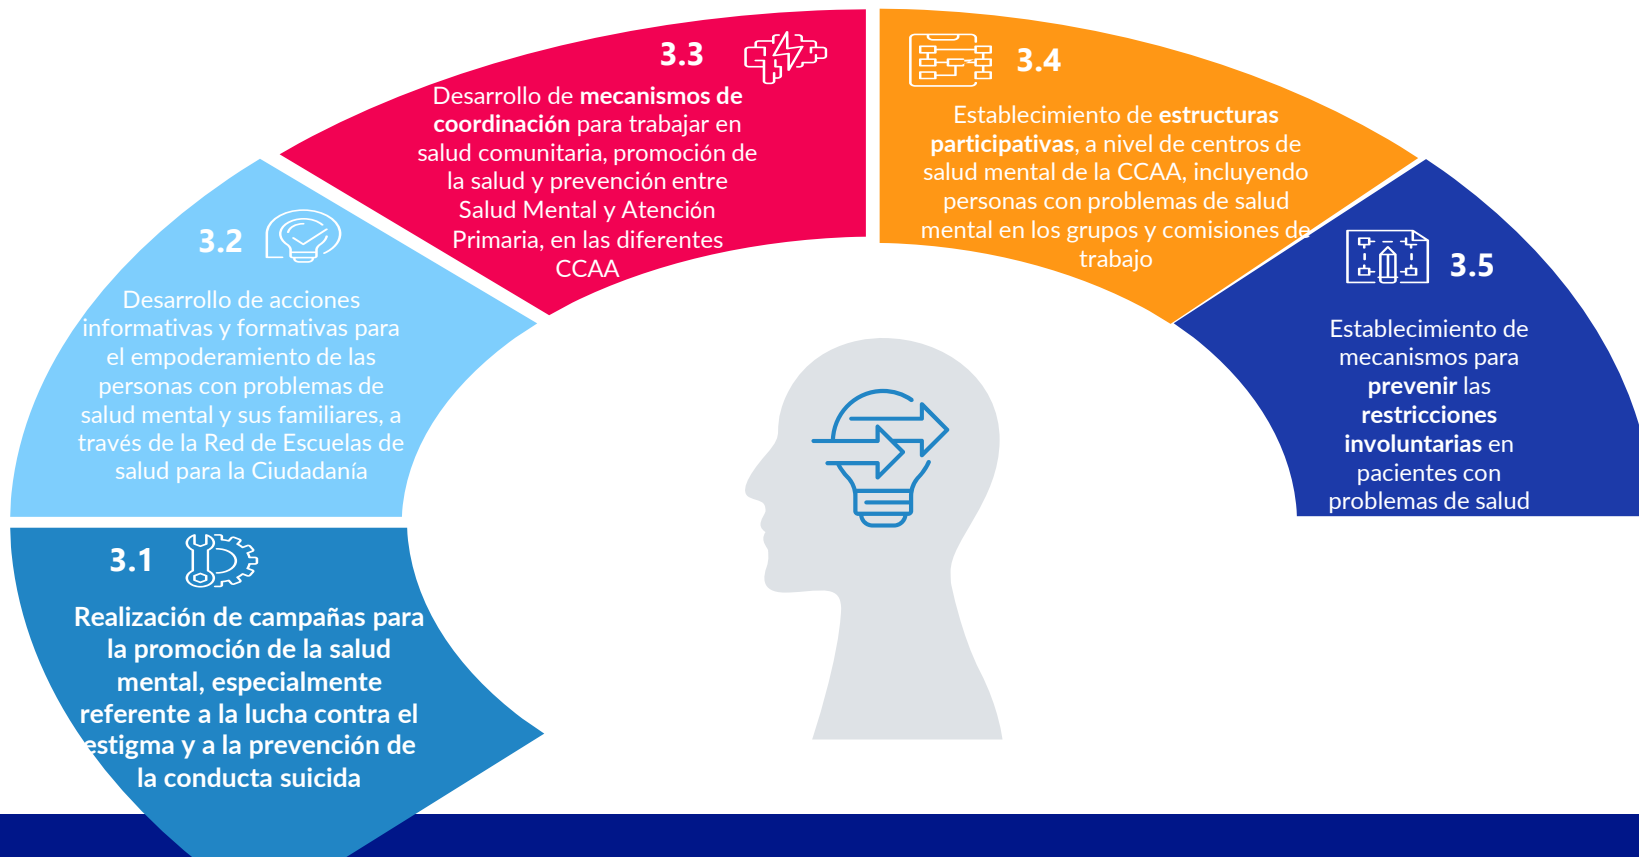 3.1
Realización de campañas para
la promoción de la salud
mental, especialmente
referente a la lucha contra el
estigma y a la prevención de
la conducta suicida
3.2
Desarrollo de acciones
informativas y formativas para
el empoderamiento de las
personas con problemas de
salud mental y sus familiares, a
través de la Red de Escuelas de
salud para la Ciudadanía
3.3
Desarrollo de mecanismos de
coordinación para trabajar en
salud comunitaria, promoción de
la salud y prevención entre
Salud Mental y Atención
Primaria, en las diferentes
CCAA
3.4
Establecimiento de estructuras
participativas, a nivel de centros de
salud mental de la CCAA, incluyendo
personas con problemas de salud
mental en los grupos y comisiones de
trabajo
3.5
Establecimiento de
mecanismos para
prevenir las
restricciones
involuntarias en
pacientes con
problemas de salud